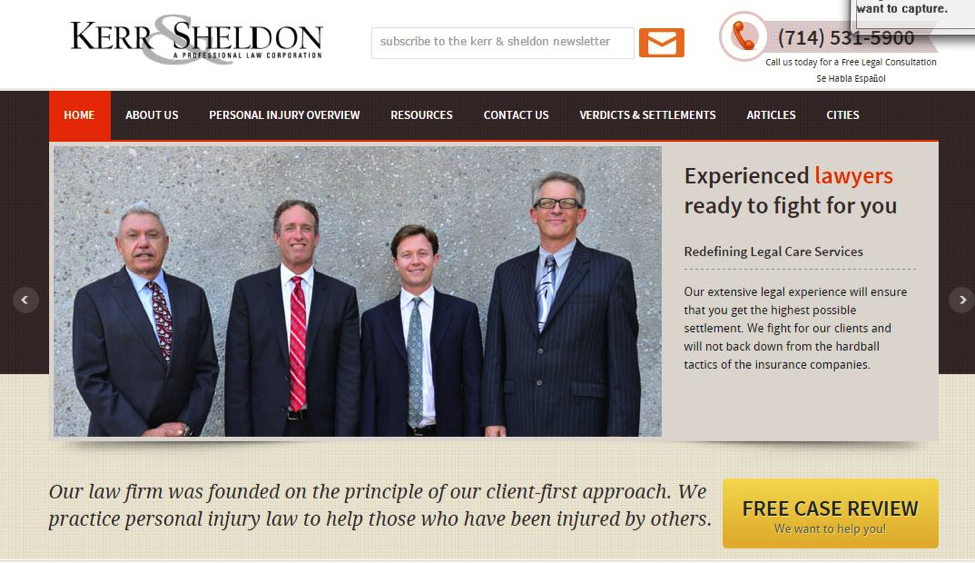 want to capture.
KERR & SHELDON
A PROFESSIONAL LAW CORPORATION
subscribe to the kerr & sheldon newsletter
(714) 531-5900
Call us today for a Free Legal Consultation
Se Habla Español
HOME
ABOUT US
PERSONAL INJURY OVERVIEW
RESOURCES
CONTACT US
VERDICTS & SETTLEMENTS
ARTICLES
CITIES
Experienced lawyers
ready to fight for you
Redefining Legal Care Services
Our extensive legal experience will ensure
that you get the highest possible
settlement. We fight for our clients and
will not back down from the hardball
tactics of the insurance companies.
Our law firm was founded on the principle of our client-first approach. We
practice personal injury law to help those who have been injured by others.
FREE CASE REVIEW
We want to help you!